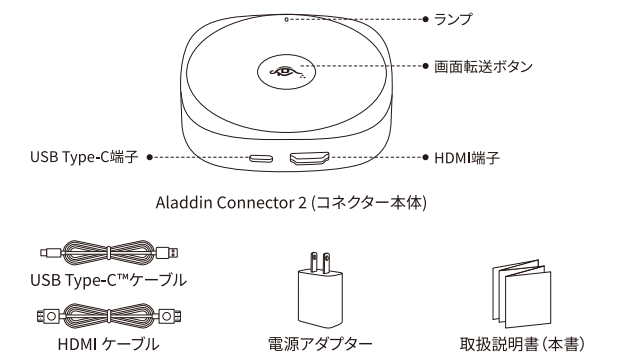 ランプ
画面転送ボタン
USB Type-C端子
HDMI端子
Aladdin Connector 2 (コネクター本体)
USB Type-C™ケーブル
HDMI ケーブル
電源アダプター
取扱説明書（本書）